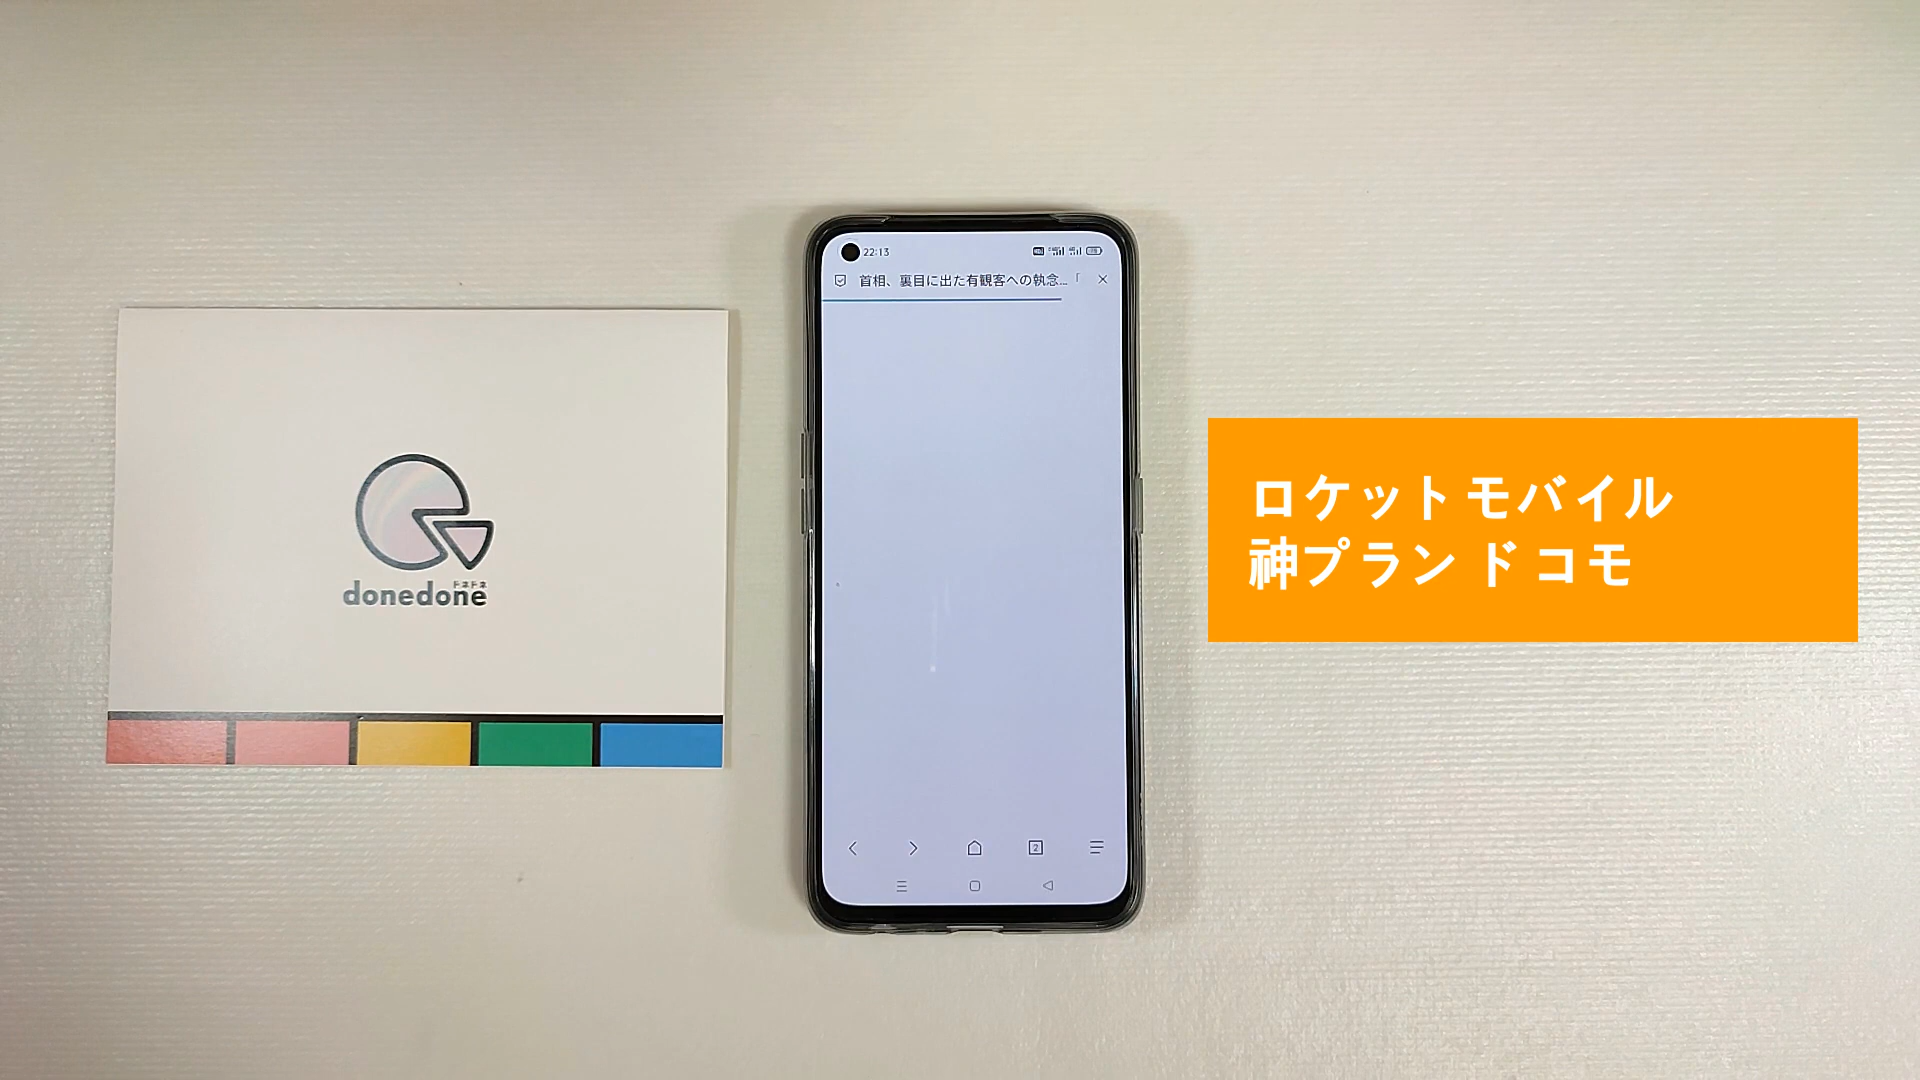 ドネドネ
donedone
22:13
首相、裏目に出た有観客への執念...「
2
ロケットモバイル
神プラン ドコモ